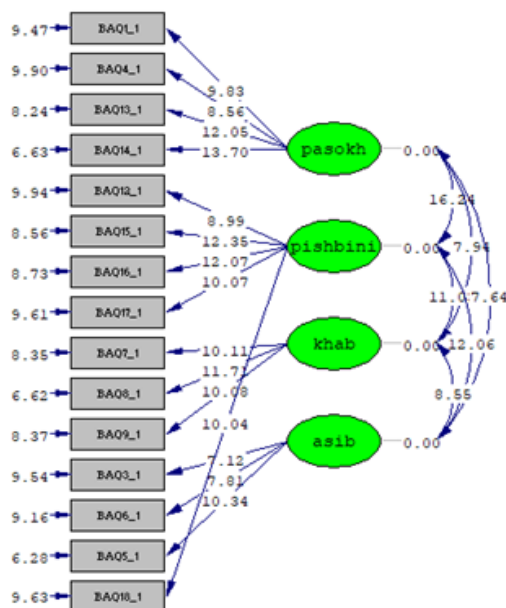 9.47 BAQ1_1
9.90 BAQ4_1
9.83
8.24 BAQ13_1
8.56
12.05
6.63 BAQ14_1
13.70 pasokh 0.00
9.94 BAQ12_1
16.24
8.56 BAQ15_1
8.99
12.35 pishbini 0.00 7.94
8.73 BAQ16_1
12.07
10.07
11.0 7.64
9.61 BAQ17_1
8.35 BAQ7_1
10.11 khab 0.00 12.06
6.62 BAQ8_1
11.71
10.08
8.55
8.37 BAQ9_1
10.04
asib 0.00
9.54 BAQ3_1
7.12
7.81
9.16 BAQ6_1
10.34
6.28 BAQ5_1
9.63 BAQ18_1